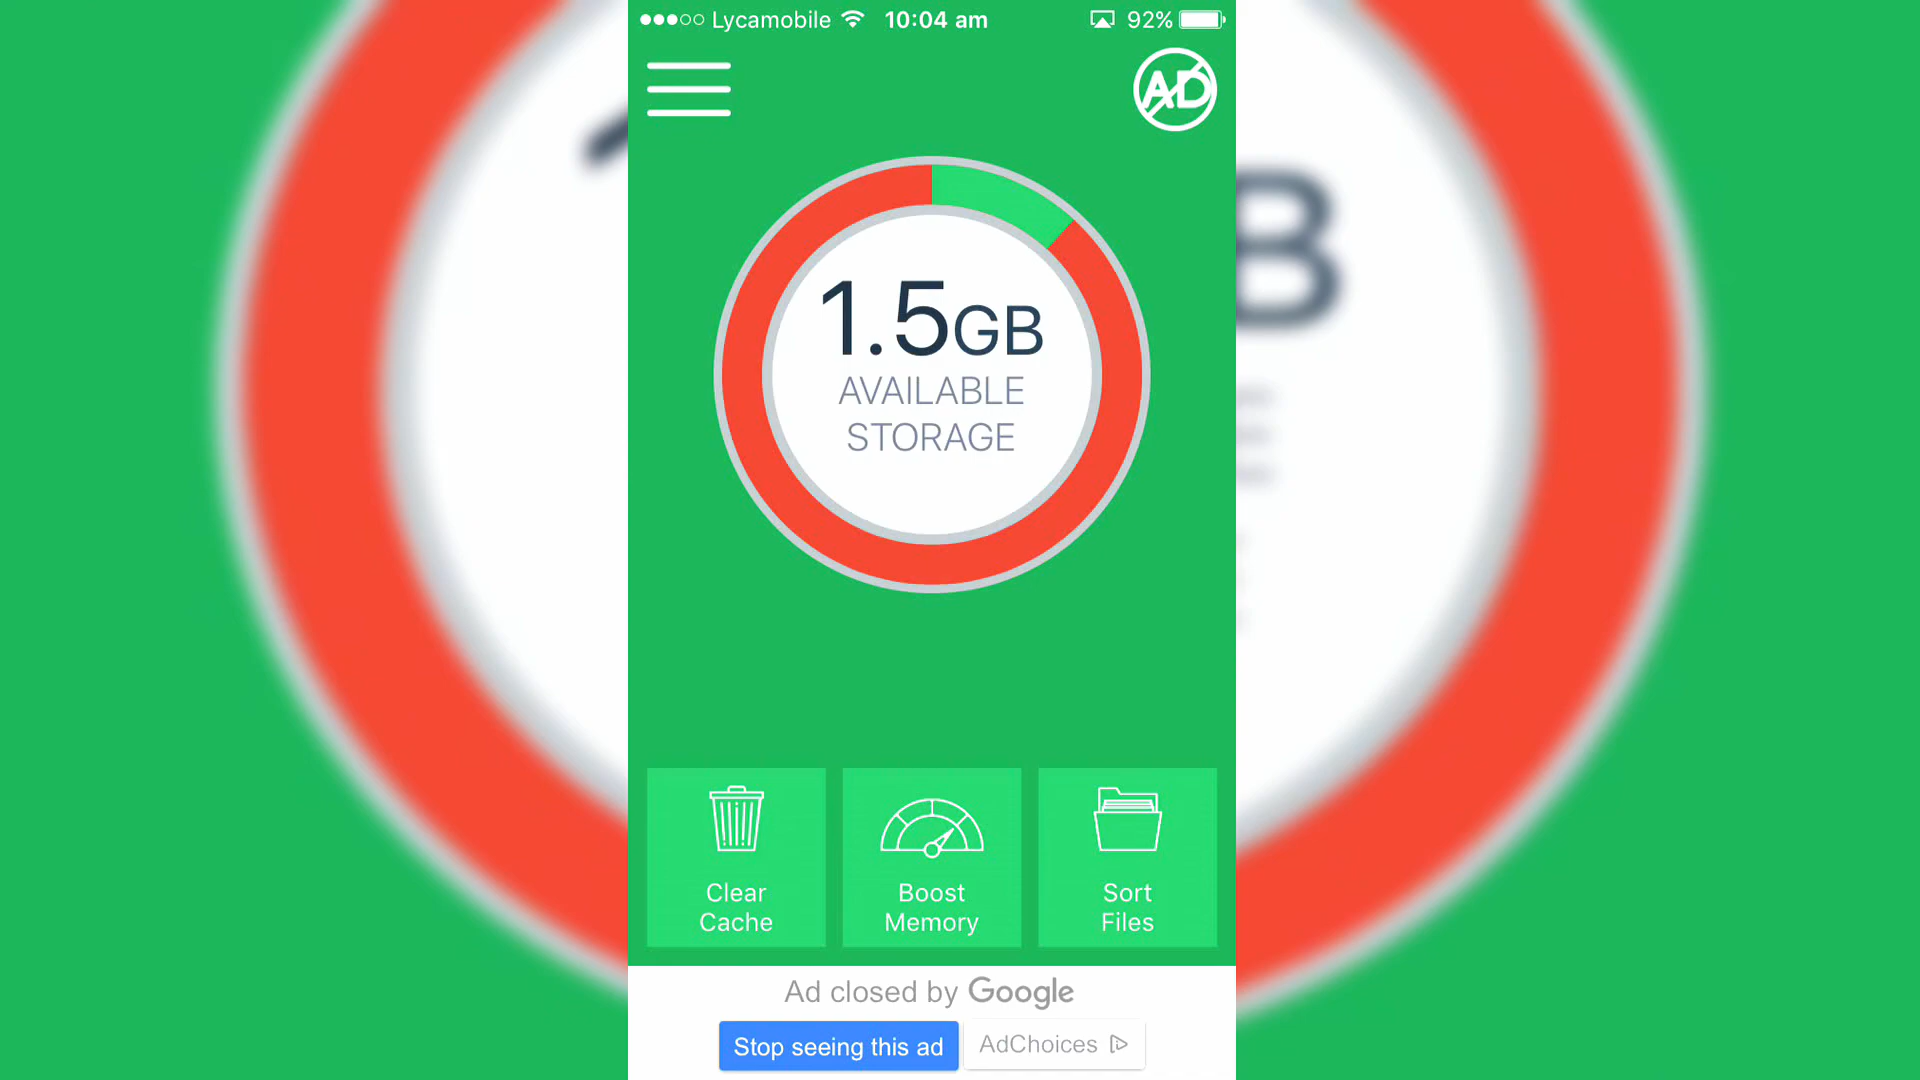 Lycamobile 10:04 am 92%
AD
1.5GB
AVAILABLE
STORAGE
Clear
Cache
Boost
Memory
Sort
Files
Ad closed by Google
Stop seeing this ad
AdChoices